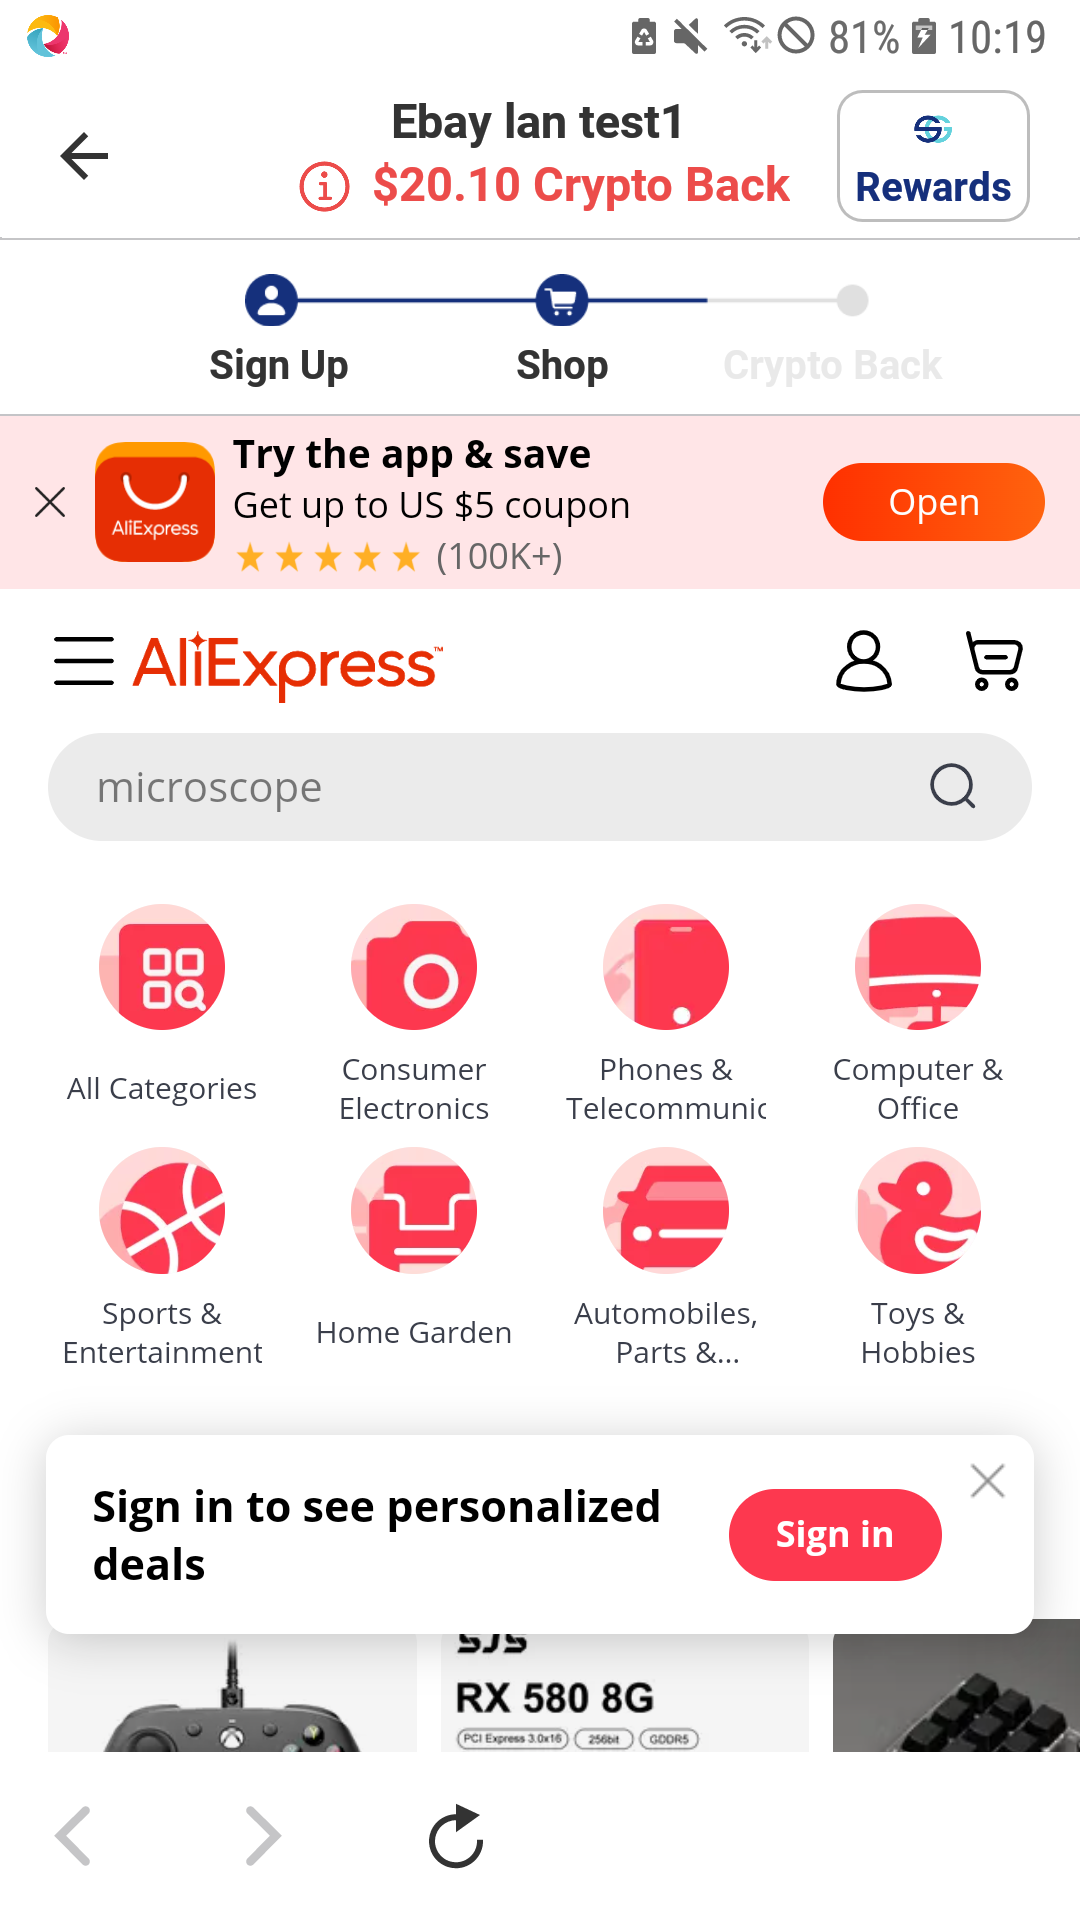 81% 10:19
Ebay lan test1
$20.10 Crypto Back
Rewards
Sign Up
Shop
Crypto Back
Try the app & save
AliExpress
Get up to US $5 coupon
(100K+)
Open
AliExpress™
microscope
All Categories
Consumer
Electronics
Phones &
Telecommunic
Computer &
Office
Sports &
Entertainment
Home Garden
Automobiles,
Parts &...
Toys &
Hobbies
Sign in to see personalized
deals
Sign in
SJS
RX 580 8G
PCI Express 3.0x16 256bit GDDR5